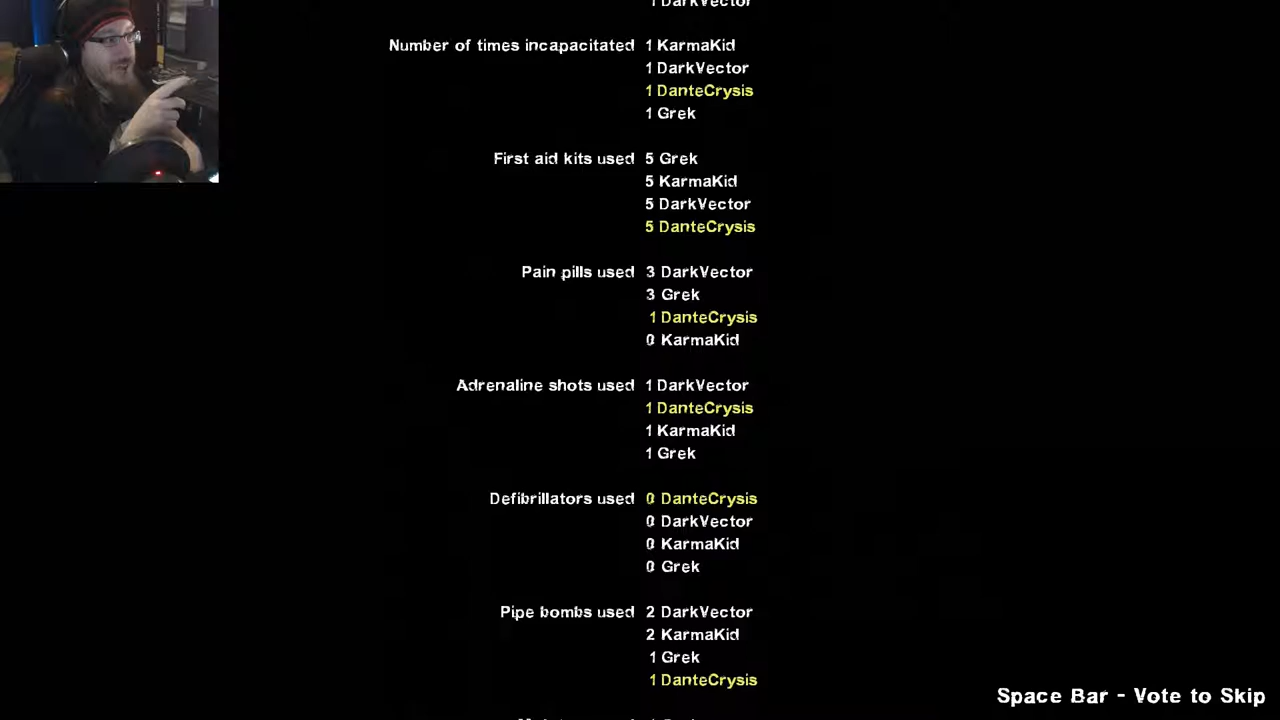 1 DarkVector
Number of times incapacitated 1 KarmaKid
1 DarkVector
1 DanteCrysis
1 Grek
First aid kits used 5 Grek
5 KarmaKid
5 DarkVector
5 DanteCrysis
Pain pills used 3 DarkVector
3 Grek
1 DanteCrysis
0 KarmaKid
Adrenaline shots used 1 DarkVector
1 DanteCrysis
1 KarmaKid
1 Grek
Defibrillators used 0 DanteCrysis
0 DarkVector
0 KarmaKid
0 Grek
Pipe bombs used 2 DarkVector
2 KarmaKid
1 Grek
1 DanteCrysis
Space Bar - Vote to Skip